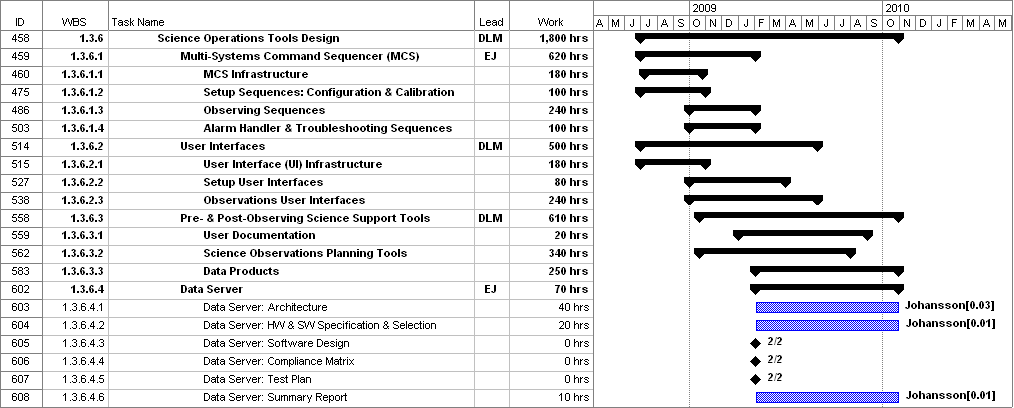 2009 2010
ID WBS Task Name Lead Work A M J J A S O N D J F M A M J J A S O N D J F M A M
458 1.3.6 Science Operations Tools Design DLM 1,800 hrs
459 1.3.6.1 Multi-Systems Command Sequencer (MCS) EJ 620 hrs
460 1.3.6.1.1 MCS Infrastructure 180 hrs
475 1.3.6.1.2 Setup Sequences: Configuration & Calibration 100 hrs
486 1.3.6.1.3 Observing Sequences 240 hrs
503 1.3.6.1.4 Alarm Handler & Troubleshooting Sequences 100 hrs
514 1.3.6.2 User Interfaces DLM 500 hrs
515 1.3.6.2.1 User Interface (UI) Infrastructure 180 hrs
527 1.3.6.2.2 Setup User Interfaces 80 hrs
538 1.3.6.2.3 Observations User Interfaces 240 hrs
558 1.3.6.3 Pre- & Post-Observing Science Support Tools DLM 610 hrs
559 1.3.6.3.1 User Documentation 20 hrs
562 1.3.6.3.2 Science Observations Planning Tools 340 hrs
583 1.3.6.3.3 Data Products 250 hrs
602 1.3.6.4 Data Server EJ 70 hrs
603 1.3.6.4.1 Data Server: Architecture 40 hrs Johansson[0.03]
604 1.3.6.4.2 Data Server: HW & SW Specification & Selection 20 hrs Johansson[0.01]
605 1.3.6.4.3 Data Server: Software Design 0 hrs 2/2
606 1.3.6.4.4 Data Server: Compliance Matrix 0 hrs 2/2
607 1.3.6.4.5 Data Server: Test Plan 0 hrs 2/2
608 1.3.6.4.6 Data Server: Summary Report 10 hrs Johansson[0.01]